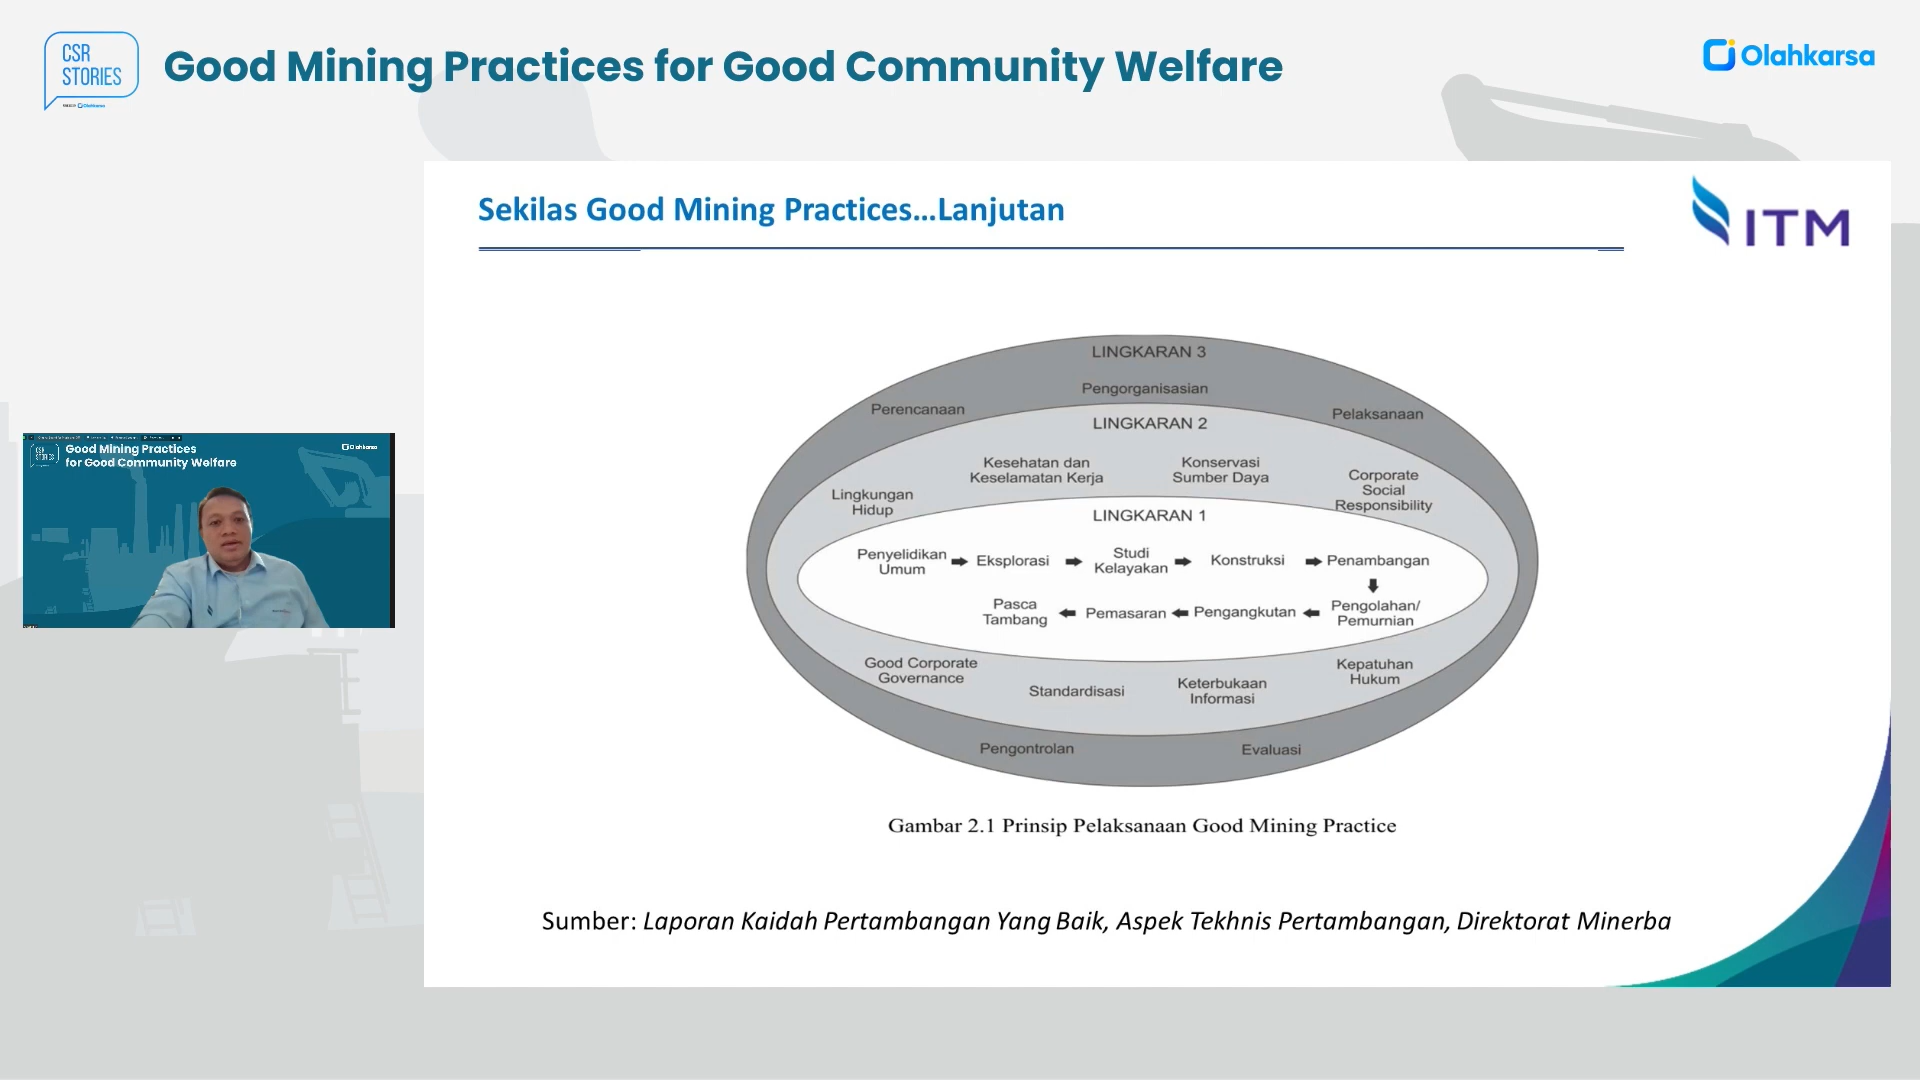 CSR
STORIES
Good Mining Practices for Good Community Welfare
Olahkarsa
Sekilas Good Mining Practices...Lanjutan
ITM
LINGKARAN 3
Pengorganisasian
Perencanaan
Pelaksanaan
LINGKARAN 2
Kesehatan dan
Keselamatan Kerja
Konservasi
Sumber Daya
Corporate
Social
Responsibility
Lingkungan
Hidup
LINGKARAN 1
Penyelidikan
Umum
Eksplorasi
Studi
Kelayakan
Konstruksi
Penambangan
Pasca
Tambang
Pemasaran
Pengangkutan
Pengolahan/
Pemurnian
Good Corporate
Governance
Standardisasi
Keterbukaan
Informasi
Kepatuhan
Hukum
Pengontrolan
Evaluasi
Gambar 2.1 Prinsip Pelaksanaan Good Mining Practice
Sumber: Laporan Kaidah Pertambangan Yang Baik, Aspek Tekhnis Pertambangan, Direktorat Minerba
CSR
STORIES
Good Mining Practices
for Good Community Welfare
Olahkarsa